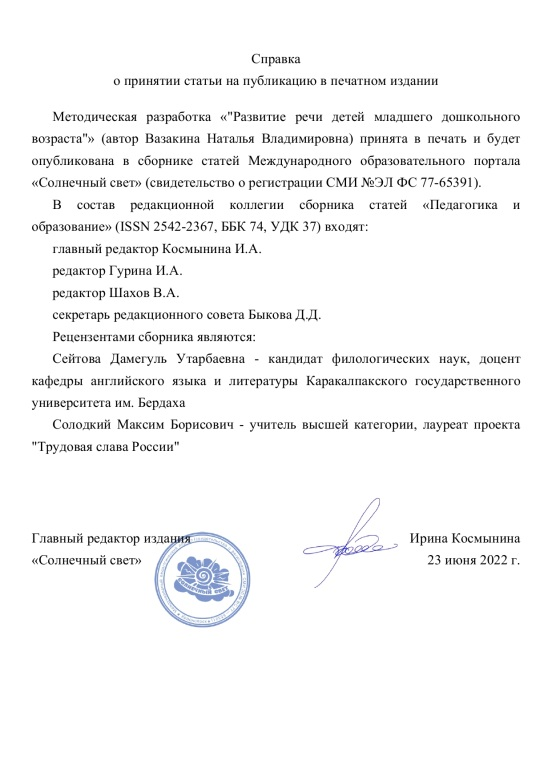 Справка
о принятии статьи на публикацию в печатном издании
Методическая разработка «"Развитие речи детей младшего дошкольного
возраста"» (автор Вазакина Наталья Владимировна) принята в печать и будет
опубликована в сборнике статей Международного образовательного портала
«Солнечный свет» (свидетельство о регистрации СМИ №ЭЛ ФС 77-65391).
В состав редакционной коллегии сборника статей «Педагогика и
образование» (ISSN 2542-2367, ББК 74, УДК 37) входят:
главный редактор Космынина И.А.
редактор Гурина И.А.
редактор Шахов В.А.
секретарь редакционного совета Быкова Д.Д.
Рецензентами сборника являются:
Сейтова Дамегуль Утарбаевна - кандидат филологических наук, доцент
кафедры английского языка и литературы Каракалпакского государственного
университета им. Бердаха
Солодкий Максим Борисович - учитель высшей категории, лауреат проекта
"Трудовая слава России"
Главный редактор издания Ирина Космынина
«Солнечный свет» 23 июня 2022 г.
СОЛНЕЧНЫЙ СВЕТ